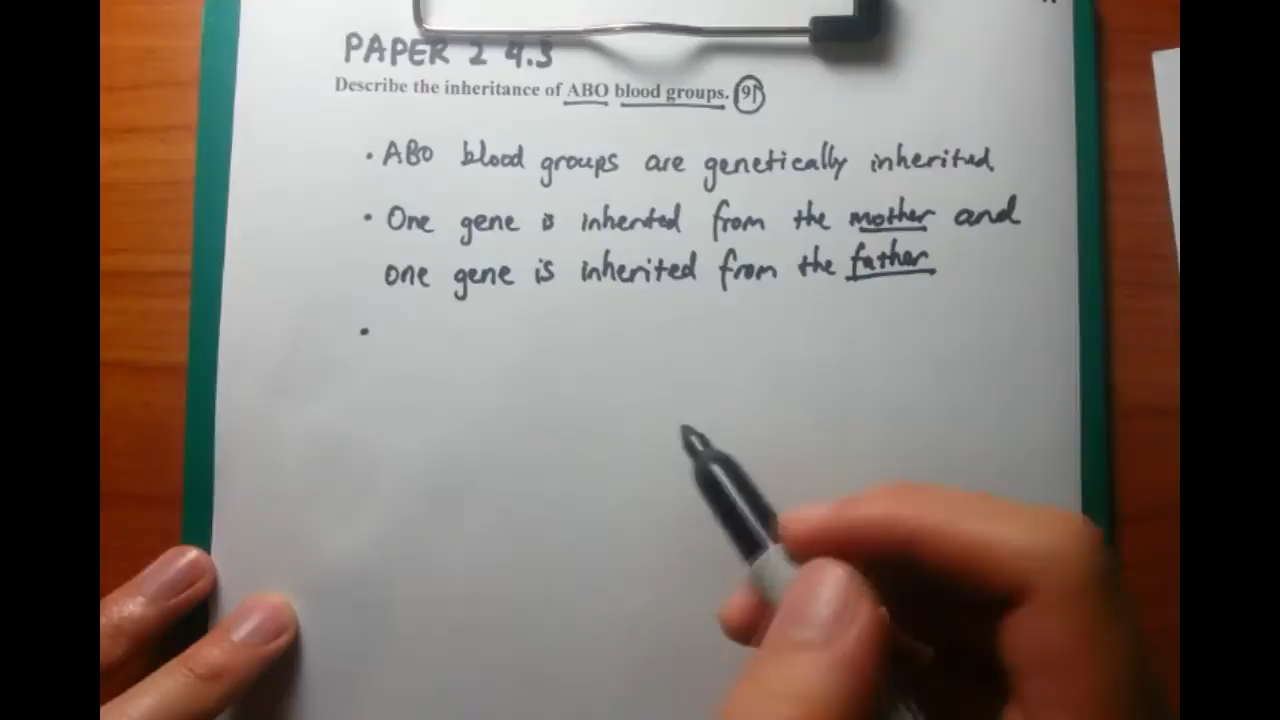 PAPER 2 4.3
Describe the inheritance of ABO blood groups. 9
• ABO blood groups are genetically inherited
• One gene is inherited from the mother and
one gene is inherited from the father
•